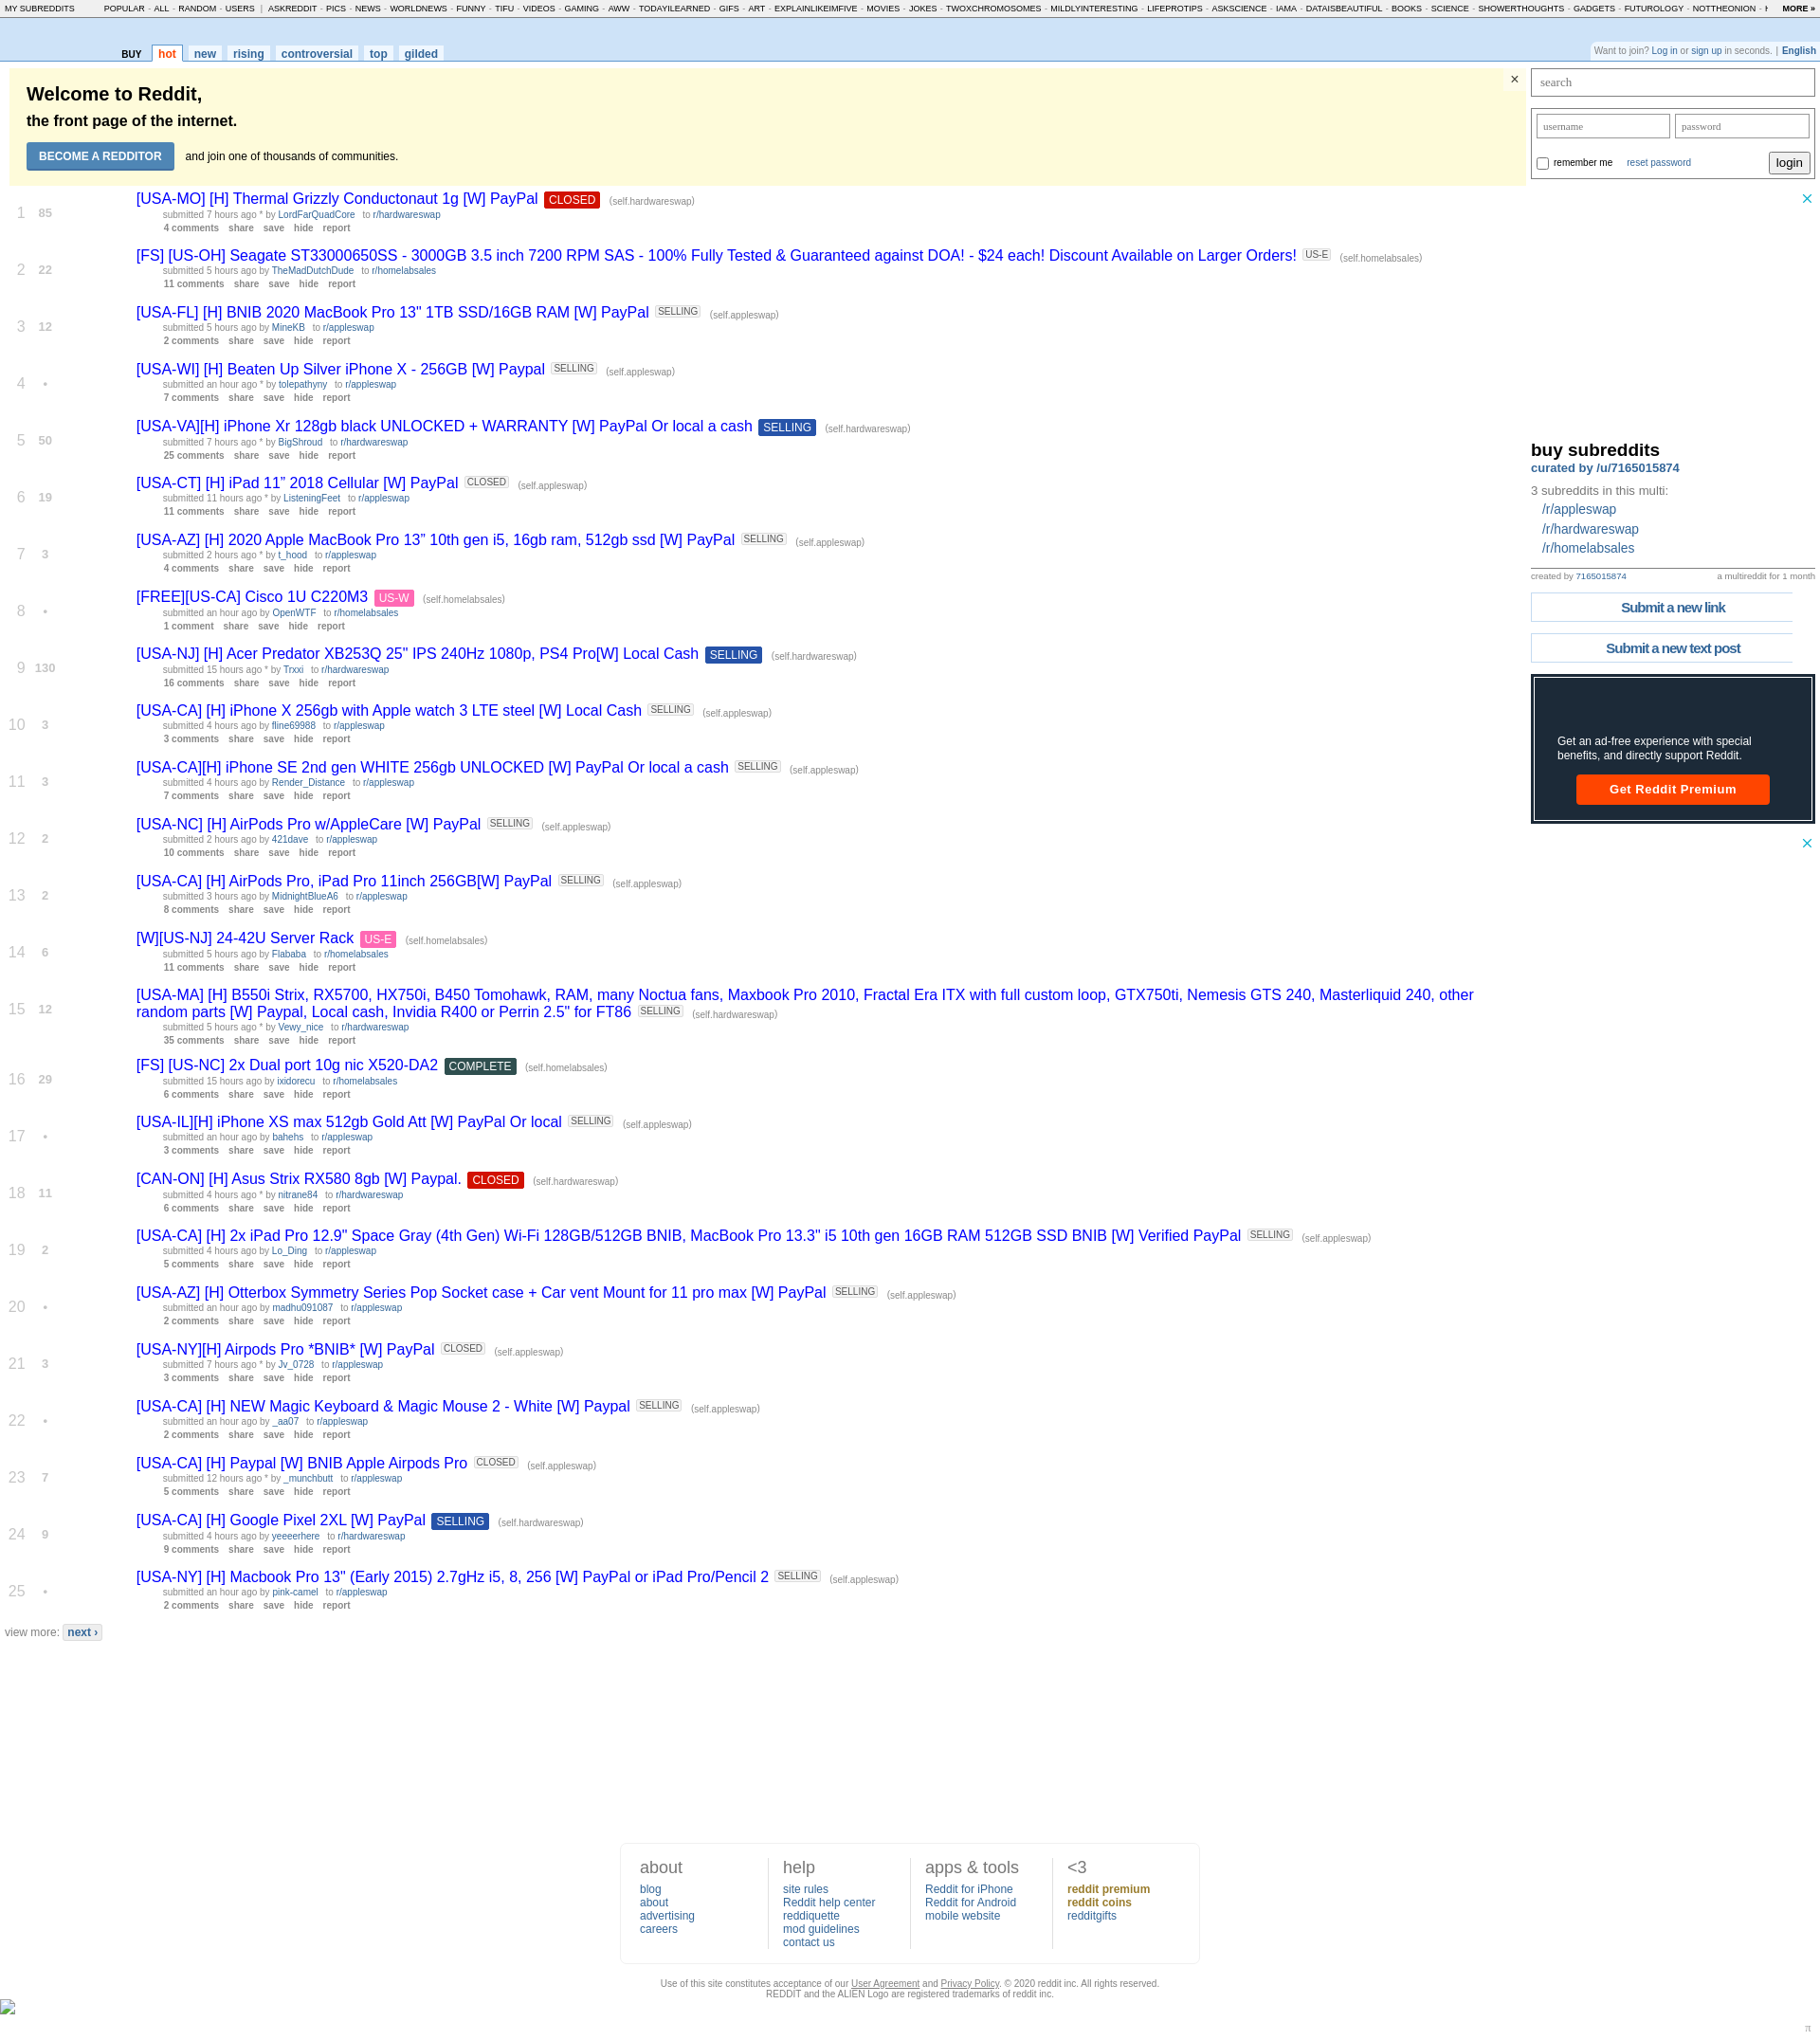 MY SUBREDDITS POPULAR - ALL - RANDOM - USERS | ASKREDDIT - PICS - NEWS - WORLDNEWS - FUNNY - TIFU - VIDEOS - GAMING - AWW - TODAYILEARNED - GIFS - ART - EXPLAINLIKEIMFIVE - MOVIES - JOKES - TWOXCHROMOSOMES - MILDLYINTERESTING - LIFEPROTIPS - ASKSCIENCE - IAMA - DATAISBEAUTIFUL - BOOKS - SCIENCE - SHOWERTHOUGHTS - GADGETS - FUTUROLOGY - NOTTHEONION - MORE »
BUY hot new rising controversial top gilded
Want to join? Log in or sign up in seconds. | English
Welcome to Reddit,
the front page of the internet.
BECOME A REDDITOR and join one of thousands of communities.
×
search
username password
remember me reset password login
1 85 [USA-MO] [H] Thermal Grizzly Conductonaut 1g [W] PayPal CLOSED (self.hardwareswap)
submitted 7 hours ago * by LordFarQuadCore to r/hardwareswap
4 comments share save hide report
2 22 [FS] [US-OH] Seagate ST33000650SS - 3000GB 3.5 inch 7200 RPM SAS - 100% Fully Tested & Guaranteed against DOA! - $24 each! Discount Available on Larger Orders! US-E (self.homelabsales)
submitted 5 hours ago by TheMadDutchDude to r/homelabsales
11 comments share save hide report
3 12 [USA-FL] [H] BNIB 2020 MacBook Pro 13" 1TB SSD/16GB RAM [W] PayPal SELLING (self.appleswap)
submitted 5 hours ago by MineKB to r/appleswap
2 comments share save hide report
4 • [USA-WI] [H] Beaten Up Silver iPhone X - 256GB [W] Paypal SELLING (self.appleswap)
submitted an hour ago * by tolepathyny to r/appleswap
7 comments share save hide report
5 50 [USA-VA][H] iPhone Xr 128gb black UNLOCKED + WARRANTY [W] PayPal Or local a cash SELLING (self.hardwareswap)
submitted 7 hours ago * by BigShroud to r/hardwareswap
25 comments share save hide report
6 19 [USA-CT] [H] iPad 11” 2018 Cellular [W] PayPal CLOSED (self.appleswap)
submitted 11 hours ago * by ListeningFeet to r/appleswap
11 comments share save hide report
7 3 [USA-AZ] [H] 2020 Apple MacBook Pro 13” 10th gen i5, 16gb ram, 512gb ssd [W] PayPal SELLING (self.appleswap)
submitted 2 hours ago * by t_hood to r/appleswap
4 comments share save hide report
8 • [FREE][US-CA] Cisco 1U C220M3 US-W (self.homelabsales)
submitted an hour ago by OpenWTF to r/homelabsales
1 comment share save hide report
9 130 [USA-NJ] [H] Acer Predator XB253Q 25" IPS 240Hz 1080p, PS4 Pro[W] Local Cash SELLING (self.hardwareswap)
submitted 15 hours ago * by Trxxi to r/hardwareswap
16 comments share save hide report
10 3 [USA-CA] [H] iPhone X 256gb with Apple watch 3 LTE steel [W] Local Cash SELLING (self.appleswap)
submitted 4 hours ago by fline69988 to r/appleswap
3 comments share save hide report
11 3 [USA-CA][H] iPhone SE 2nd gen WHITE 256gb UNLOCKED [W] PayPal Or local a cash SELLING (self.appleswap)
submitted 4 hours ago by Render_Distance to r/appleswap
7 comments share save hide report
12 2 [USA-NC] [H] AirPods Pro w/AppleCare [W] PayPal SELLING (self.appleswap)
submitted 2 hours ago by 421dave to r/appleswap
10 comments share save hide report
13 2 [USA-CA] [H] AirPods Pro, iPad Pro 11inch 256GB[W] PayPal SELLING (self.appleswap)
submitted 3 hours ago by MidnightBlueA6 to r/appleswap
8 comments share save hide report
14 6 [W][US-NJ] 24-42U Server Rack US-E (self.homelabsales)
submitted 5 hours ago by Flababa to r/homelabsales
11 comments share save hide report
15 12 [USA-MA] [H] B550i Strix, RX5700, HX750i, B450 Tomohawk, RAM, many Noctua fans, Maxbook Pro 2010, Fractal Era ITX with full custom loop, GTX750ti, Nemesis GTS 240, Masterliquid 240, other
random parts [W] Paypal, Local cash, Invidia R400 or Perrin 2.5" for FT86 SELLING (self.hardwareswap)
submitted 5 hours ago * by Vewy_nice to r/hardwareswap
35 comments share save hide report
16 29 [FS] [US-NC] 2x Dual port 10g nic X520-DA2 COMPLETE (self.homelabsales)
submitted 15 hours ago by ixidorecu to r/homelabsales
6 comments share save hide report
17 • [USA-IL][H] iPhone XS max 512gb Gold Att [W] PayPal Or local SELLING (self.appleswap)
submitted an hour ago by bahehs to r/appleswap
3 comments share save hide report
18 11 [CAN-ON] [H] Asus Strix RX580 8gb [W] Paypal. CLOSED (self.hardwareswap)
submitted 4 hours ago * by nitrane84 to r/hardwareswap
6 comments share save hide report
19 2 [USA-CA] [H] 2x iPad Pro 12.9" Space Gray (4th Gen) Wi-Fi 128GB/512GB BNIB, MacBook Pro 13.3" i5 10th gen 16GB RAM 512GB SSD BNIB [W] Verified PayPal SELLING (self.appleswap)
submitted 4 hours ago by Lo_Ding to r/appleswap
5 comments share save hide report
20 • [USA-AZ] [H] Otterbox Symmetry Series Pop Socket case + Car vent Mount for 11 pro max [W] PayPal SELLING (self.appleswap)
submitted an hour ago by madhu091087 to r/appleswap
2 comments share save hide report
21 3 [USA-NY][H] Airpods Pro *BNIB* [W] PayPal CLOSED (self.appleswap)
submitted 7 hours ago * by Jv_0728 to r/appleswap
3 comments share save hide report
22 • [USA-CA] [H] NEW Magic Keyboard & Magic Mouse 2 - White [W] Paypal SELLING (self.appleswap)
submitted an hour ago by _aa07 to r/appleswap
2 comments share save hide report
23 7 [USA-CA] [H] Paypal [W] BNIB Apple Airpods Pro CLOSED (self.appleswap)
submitted 12 hours ago * by _munchbutt to r/appleswap
5 comments share save hide report
24 9 [USA-CA] [H] Google Pixel 2XL [W] PayPal SELLING (self.hardwareswap)
submitted 4 hours ago by yeeeerhere to r/hardwareswap
9 comments share save hide report
25 • [USA-NY] [H] Macbook Pro 13" (Early 2015) 2.7gHz i5, 8, 256 [W] PayPal or iPad Pro/Pencil 2 SELLING (self.appleswap)
submitted an hour ago by pink-camel to r/appleswap
2 comments share save hide report
view more: next ›
×
buy subreddits
curated by /u/7165015874
3 subreddits in this multi:
/r/appleswap
/r/hardwareswap
/r/homelabsales
created by 7165015874 a multireddit for 1 month
Submit a new link
Submit a new text post
Get an ad-free experience with special
benefits, and directly support Reddit.
Get Reddit Premium
×
about
blog
about
advertising
careers
help
site rules
Reddit help center
reddiquette
mod guidelines
contact us
apps & tools
Reddit for iPhone
Reddit for Android
mobile website
<3
reddit premium
reddit coins
redditgifts
Use of this site constitutes acceptance of our User Agreement and Privacy Policy. © 2020 reddit inc. All rights reserved.
REDDIT and the ALIEN Logo are registered trademarks of reddit inc.
π